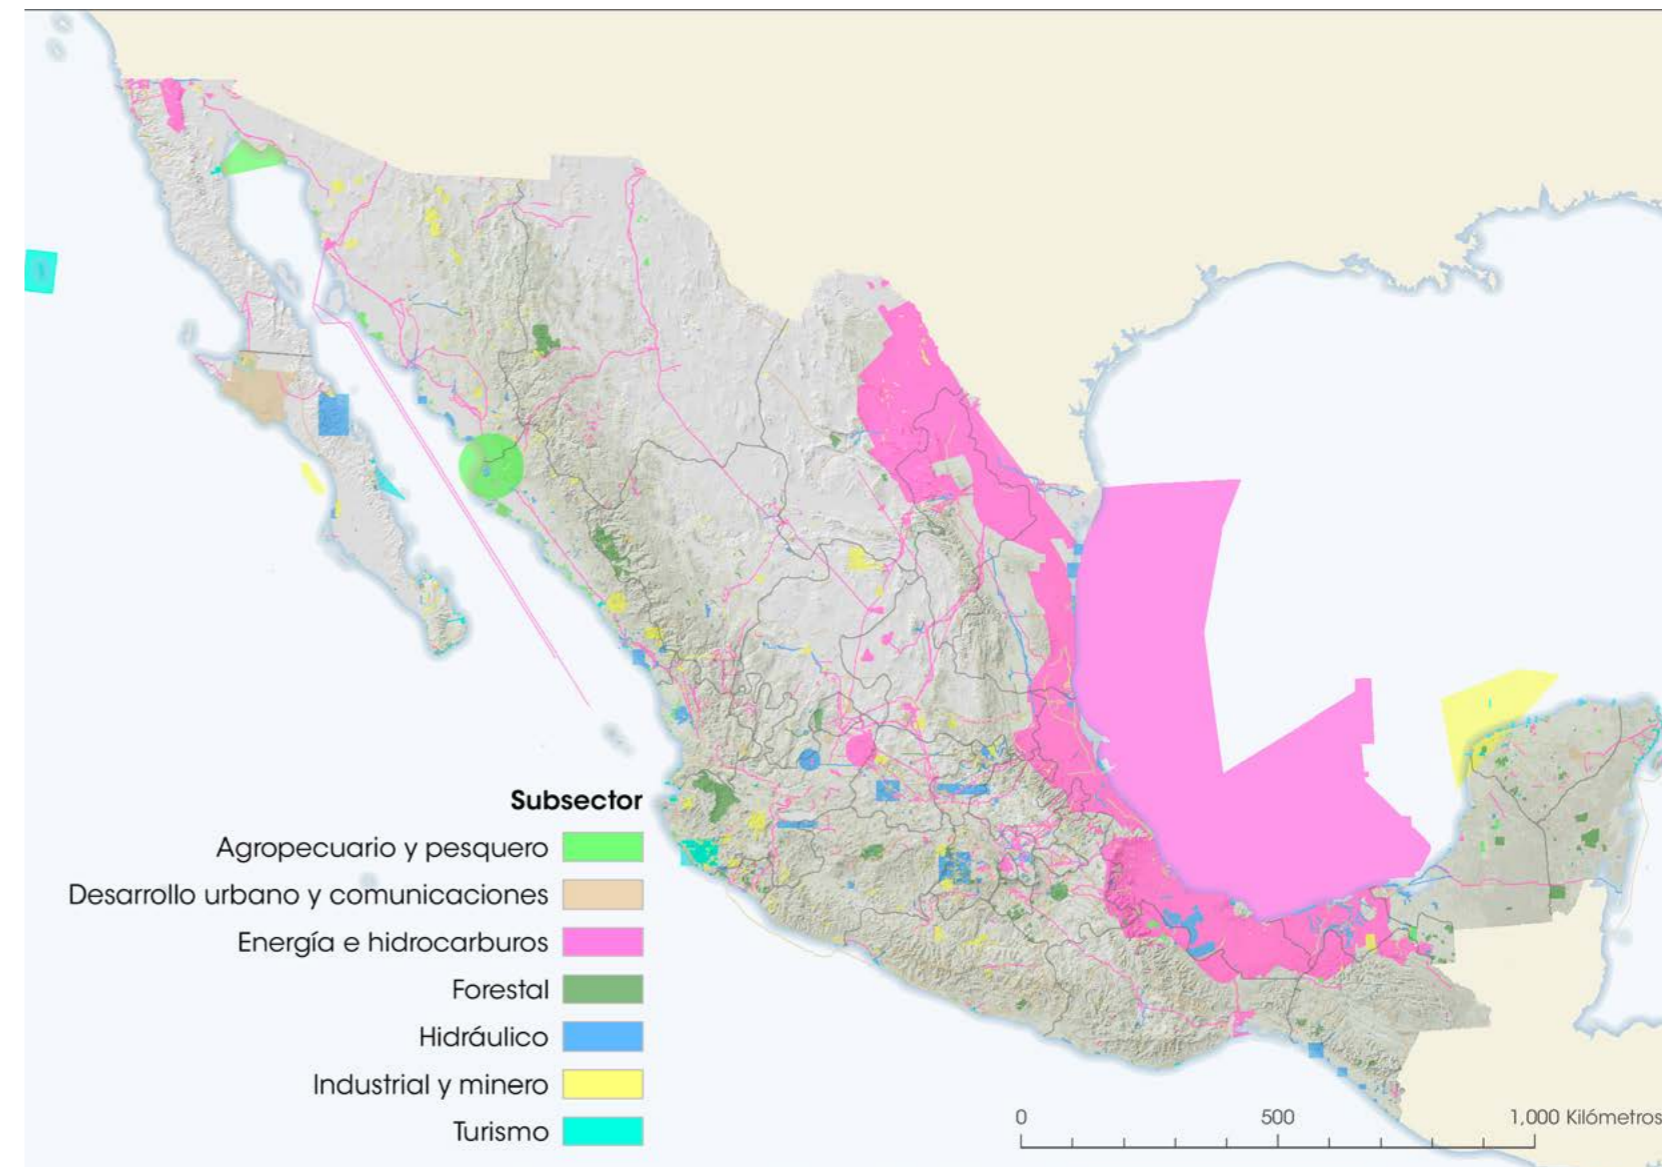 Subsector
Agropecuario y pesquero
Desarrollo urbano y comunicaciones
Energía e hidrocarburos
Forestal
Hidráulico
Industrial y minero
Turismo
0 500 1,000 Kilómetros